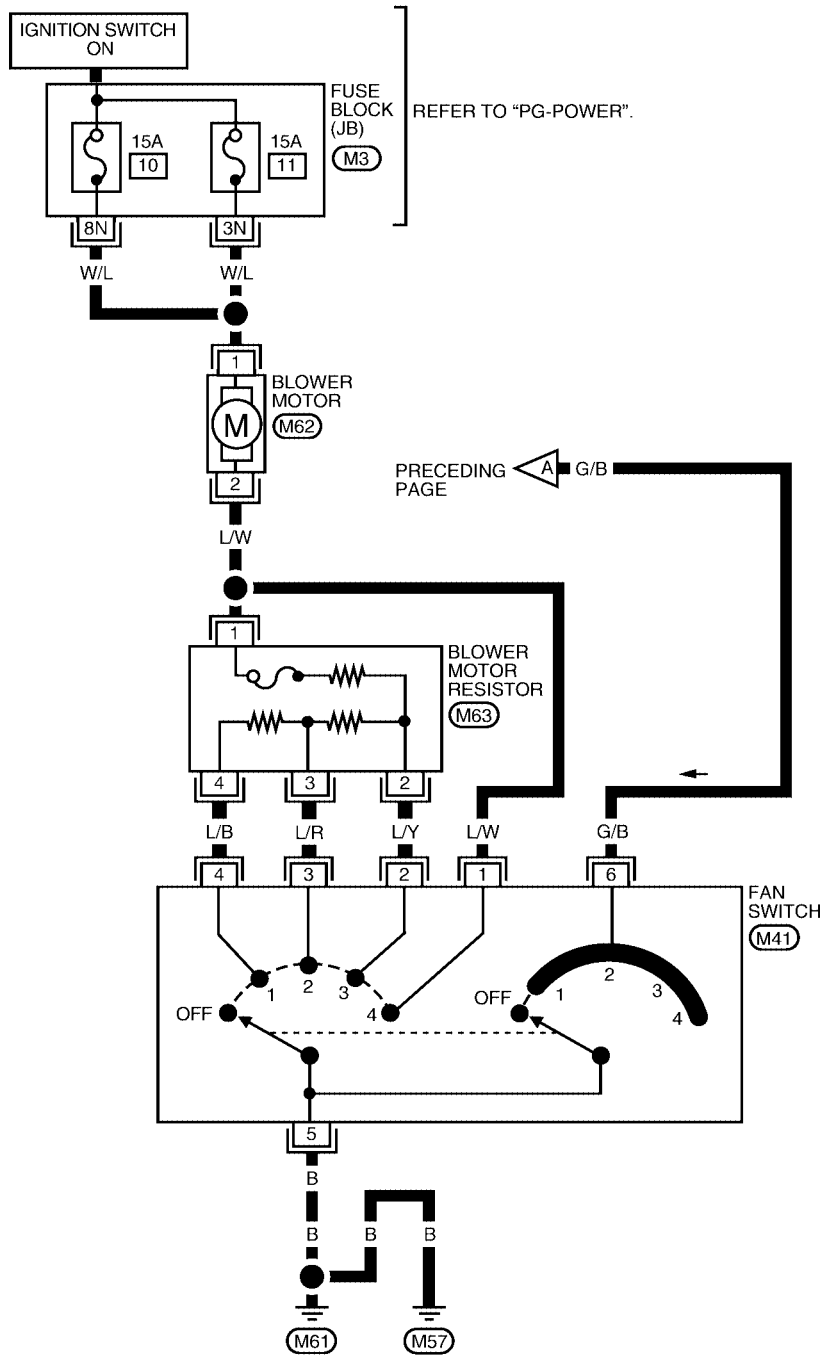 IGNITION SWITCH
ON
FUSE
BLOCK
(JB)
M3
REFER TO “PG-POWER”.
15A
10
15A
11
8N
3N
W/L
W/L
1
BLOWER
MOTOR
M62
M
2
PRECEDING
PAGE
A
G/B
L/W
1
BLOWER
MOTOR
RESISTOR
M63
4
3
2
L/B
L/R
L/Y
L/W
G/B
4
3
2
1
6
FAN
SWITCH
M41
OFF
1
2
3
4
OFF
1
2
3
4
5
B
B
B
B
M61
M57